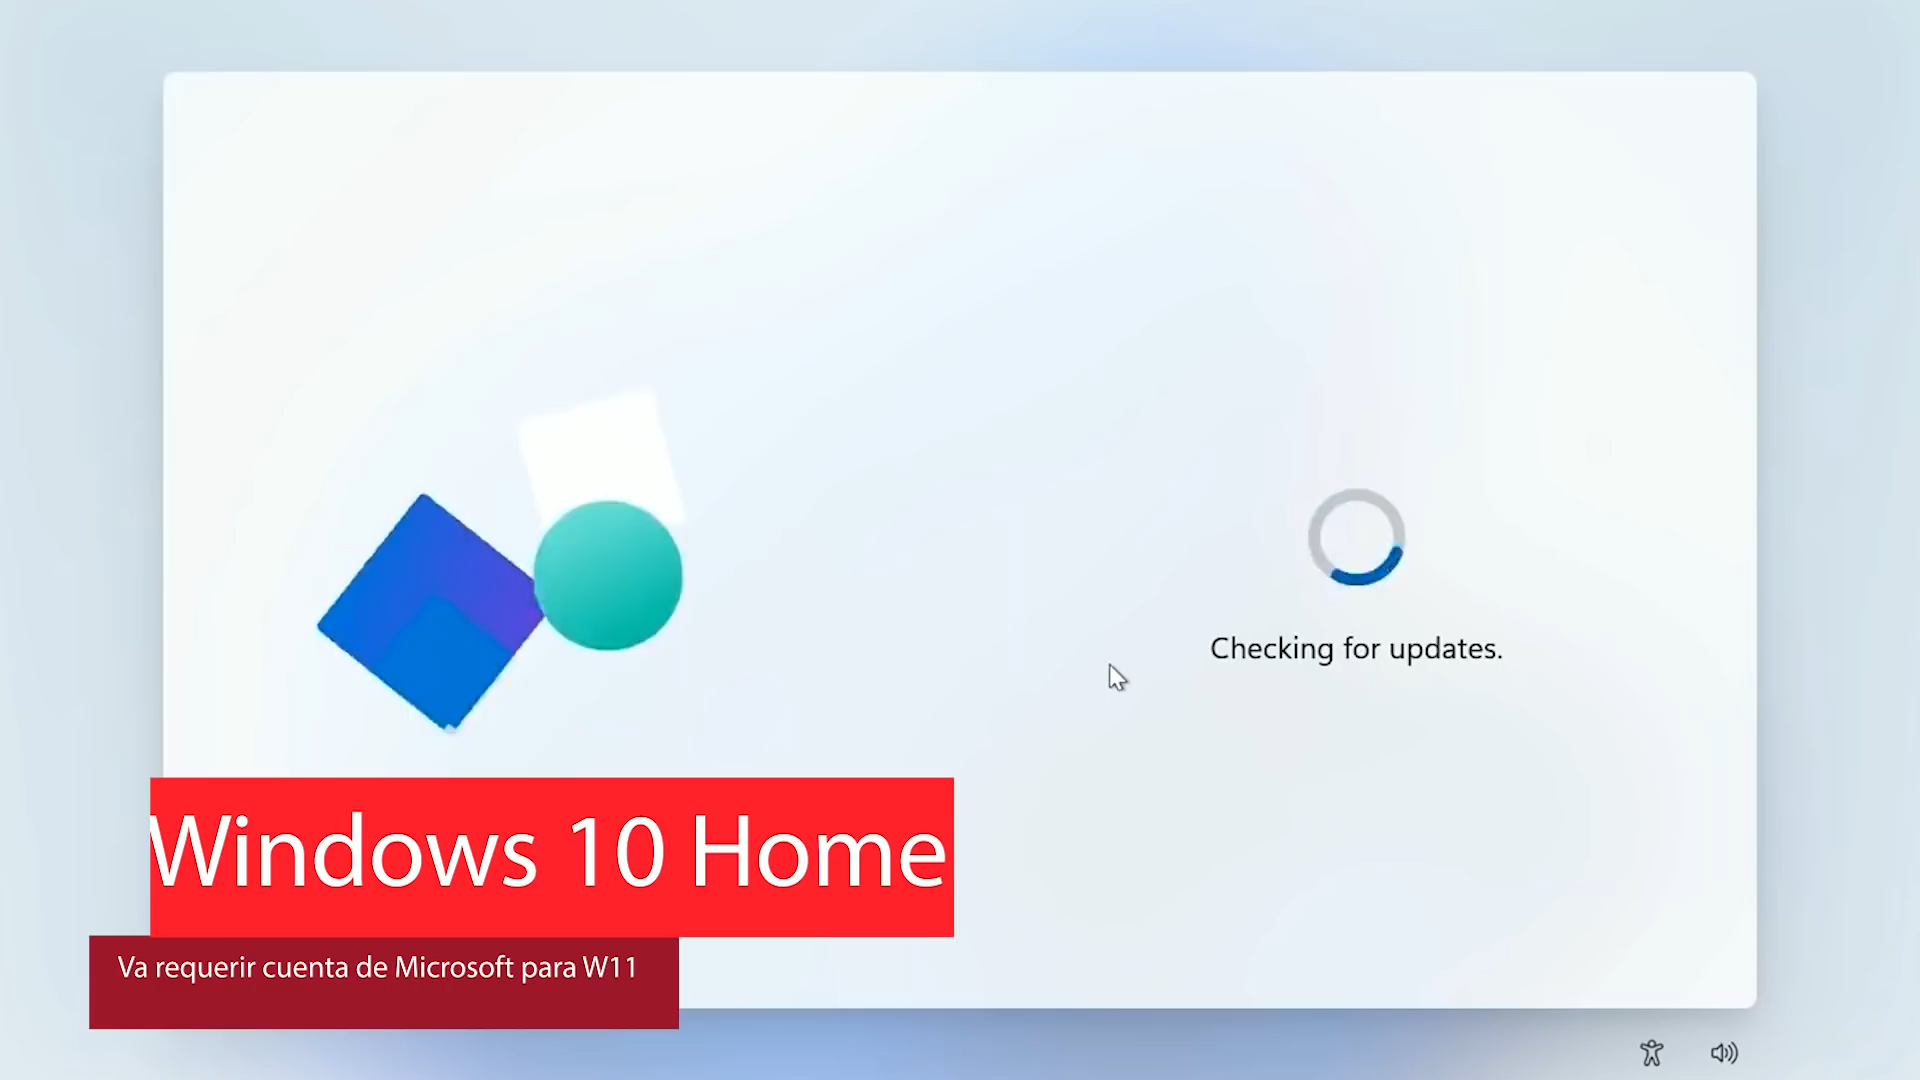 Checking for updates.
Windows 10 Home
Va requerir cuenta de Microsoft para W11